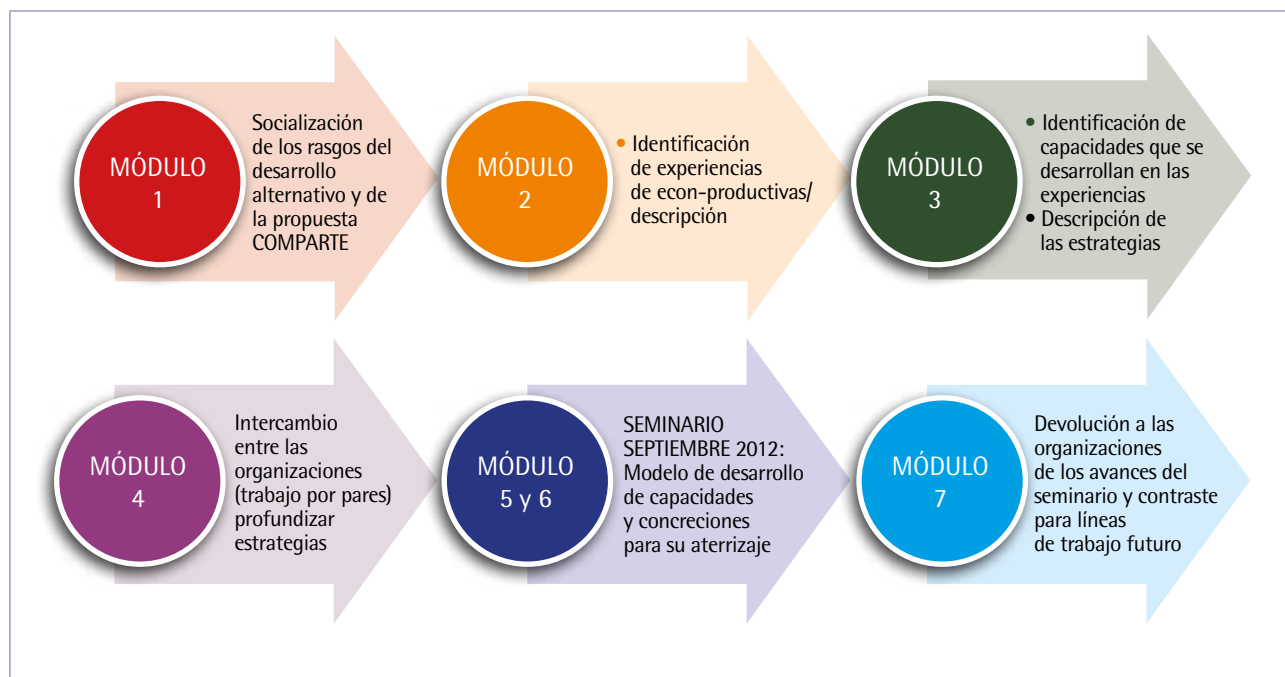 MÓDULO
1
Socialización
de los rasgos del
desarrollo
alternativo y de
la propuesta
COMPARTE
MÓDULO
2
• Identificación
de experiencias
de econ-productivas/
descripción
MÓDULO
3
• Identificación de
capacidades que se
desarrollan en las
experiencias
• Descripción de
las estrategias
MÓDULO
4
Intercambio
entre las
organizaciones
(trabajo por pares)
profundizar
estrategias
MÓDULO
5 y 6
SEMINARIO
SEPTIEMBRE 2012:
Modelo de desarrollo
de capacidades
y concreciones
para su aterrizaje
MÓDULO
7
Devolución a las
organizaciones
de los avances del
seminario y contraste
para líneas
de trabajo futuro